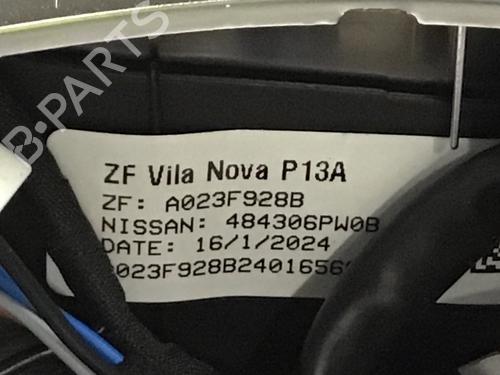 B-PARTS
ZF Vila Nova P13A
ZF: A023F928B
NISSAN: 484306PW0B
DATE: 16/1/2024